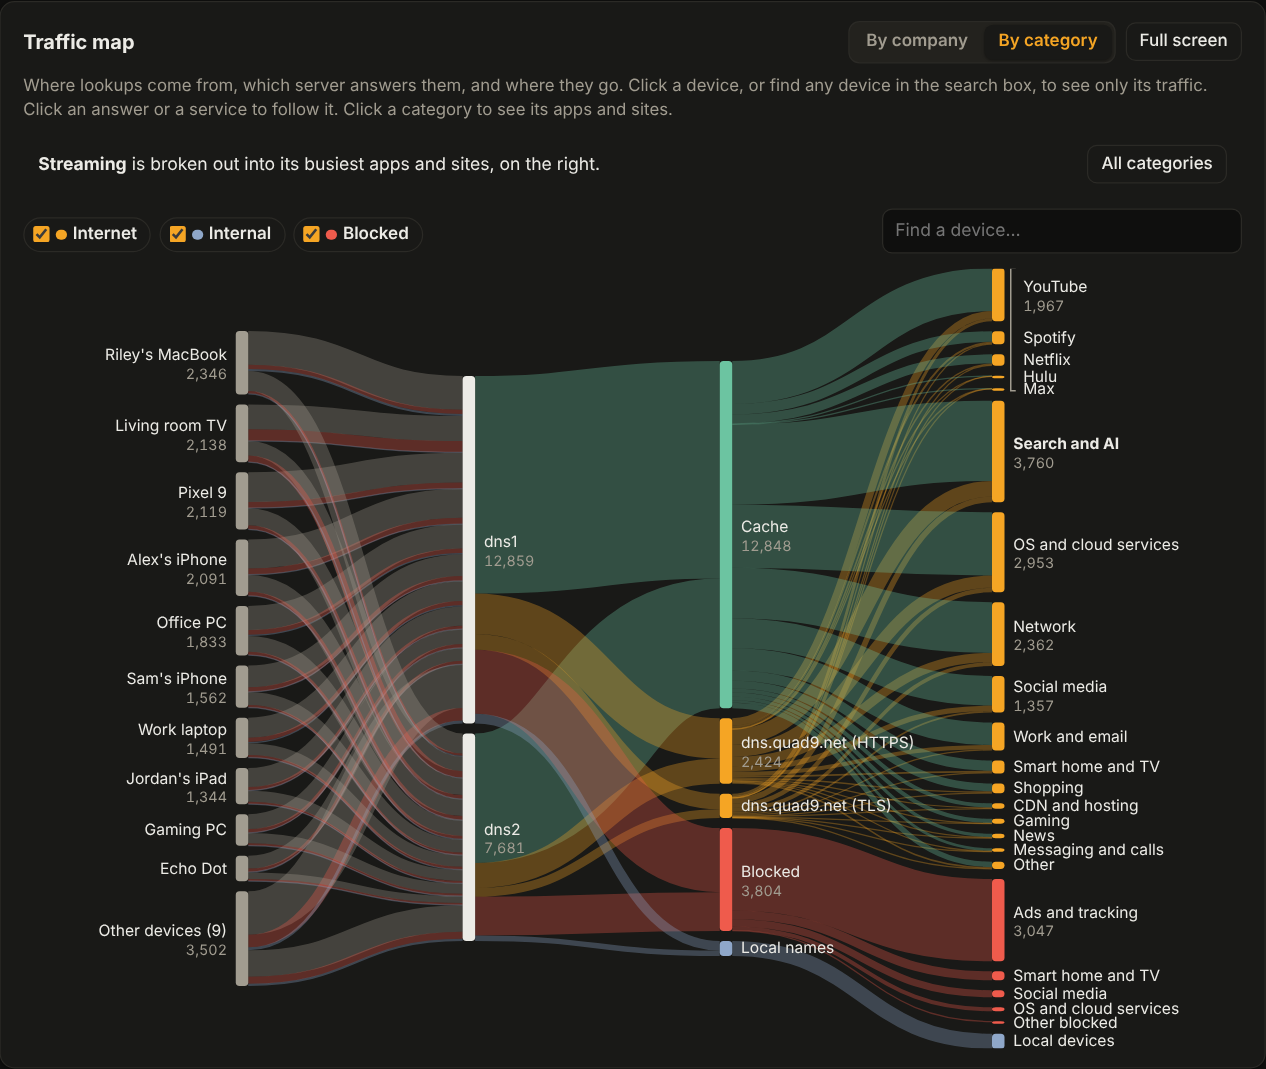 Traffic map
By company
By category
Full screen
Where lookups come from, which server answers them, and where they go. Click a device, or find any device in the search box, to see only its traffic.
Click an answer or a service to follow it. Click a category to see its apps and sites.
Streaming is broken out into its busiest apps and sites, on the right.
All categories
Internet
Internal
Blocked
Find a device...
Riley's MacBook
2,346
Living room TV
2,138
Pixel 9
2,119
Alex's iPhone
2,091
Office PC
1,833
Sam's iPhone
1,562
Work laptop
1,491
Jordan's iPad
1,344
Gaming PC
Echo Dot
Other devices (9)
3,502
dns1
12,859
dns2
7,681
Cache
12,848
dns.quad9.net (HTTPS)
2,424
dns.quad9.net (TLS)
Blocked
3,804
Local names
YouTube
1,967
Spotify
Netflix
Hulu
Max
Search and AI
3,760
OS and cloud services
2,953
Network
2,362
Social media
1,357
Work and email
Smart home and TV
Shopping
CDN and hosting
Gaming
News
Messaging and calls
Other
Ads and tracking
3,047
Smart home and TV
Social media
OS and cloud services
Other blocked
Local devices